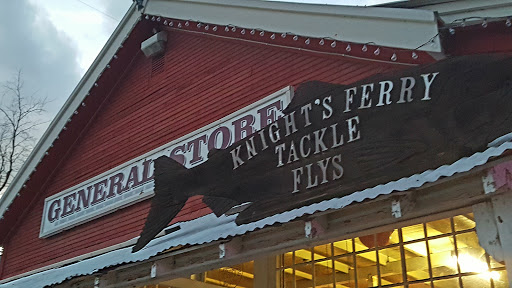 GENERAL STORE
KNIGHT'S FERRY
TACKLE
FLYS